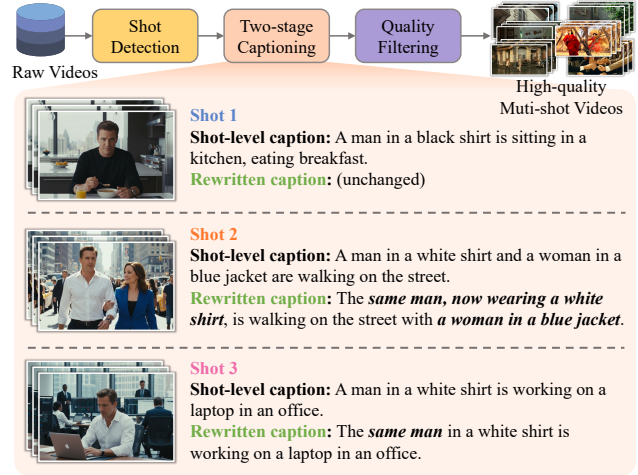 Raw Videos
Shot
Detection
Two-stage
Captioning
Quality
Filtering
High-quality
Muti-shot Videos
Shot 1
Shot-level caption: A man in a black shirt is sitting in a
kitchen, eating breakfast.
Rewritten caption: (unchanged)
Shot 2
Shot-level caption: A man in a white shirt and a woman in a
blue jacket are walking on the street.
Rewritten caption: The same man, now wearing a white
shirt, is walking on the street with a woman in a blue jacket.
Shot 3
Shot-level caption: A man in a white shirt is working on a
laptop in an office.
Rewritten caption: The same man in a white shirt is
working on a laptop in an office.